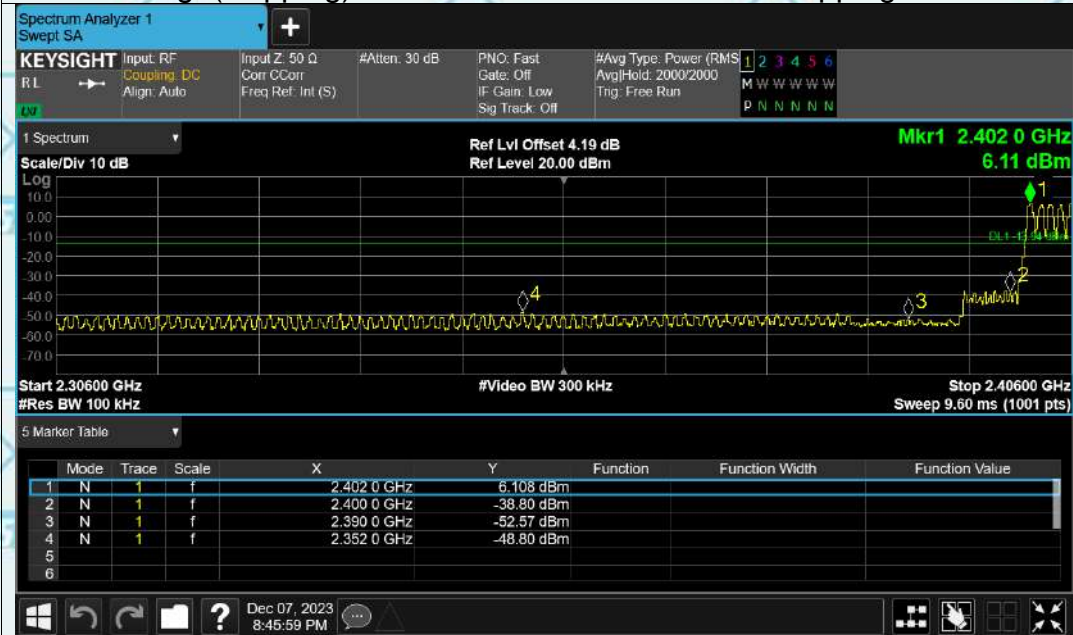 Spectrum Analyzer 1
Swept SA
+
KEYSIGHT
RL
Input: RF
Coupling: DC
Align: Auto
Input Z: 50 Ω
Corr CCorr
Freq Ref: Int (S)
#Atten: 30 dB
PNO: Fast
Gate: Off
IF Gain: Low
Sig Track: Off
#Avg Type: Power (RMS
Avg|Hold: 2000/2000
Trig: Free Run
1 2 3 4 5 6
M W W W W W
P N N N N N
1 Spectrum
Scale/Div 10 dB
Ref Lvl Offset 4.19 dB
Ref Level 20.00 dBm
Mkr1 2.402 0 GHz
6.11 dBm
Log
10.0
0.00
-10.0
-20.0
-30.0
-40.0
-50.0
-60.0
-70.0
1
2
3
4
Start 2.30600 GHz
#Res BW 100 kHz
#Video BW 300 kHz
Stop 2.40600 GHz
Sweep 9.60 ms (1001 pts)
5 Marker Table
Mode Trace Scale X Y Function Function Width Function Value
1 N 1 f 2.402 0 GHz 6.108 dBm
2 N 1 f 2.400 0 GHz -38.80 dBm
3 N 1 f 2.390 0 GHz -52.57 dBm
4 N 1 f 2.352 0 GHz -48.80 dBm
5
6
?
Dec 07, 2023
8:45:59 PM